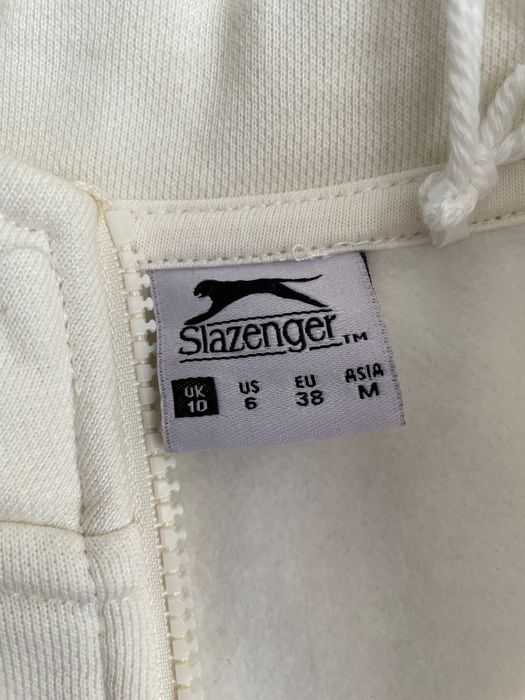 Slazenger™
UK US EU ASIA
10 6 38 M